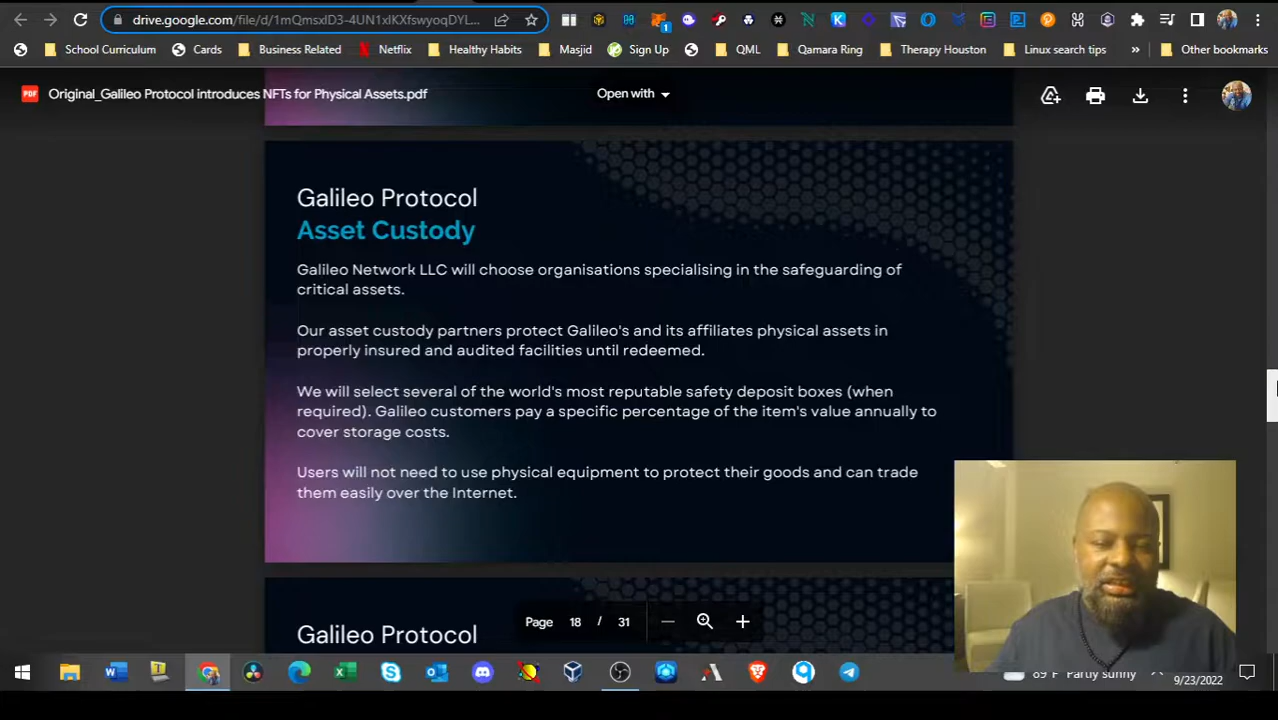 drive.google.com/file/d/1mQmsxID3-4UN1xIKXfswyoqDYL...
School Curriculum
Cards
Business Related
Netflix
Healthy Habits
Masjid
Sign Up
QML
Qamara Ring
Therapy Houston
Linux search tips
»
Other bookmarks
PDF
Original_Galileo Protocol introduces NFTs for Physical Assets.pdf
Open with
Galileo Protocol
Asset Custody
Galileo Network LLC will choose organisations specialising in the safeguarding of
critical assets.
Our asset custody partners protect Galileo's and its affiliates physical assets in
properly insured and audited facilities until redeemed.
We will select several of the world's most reputable safety deposit boxes (when
required). Galileo customers pay a specific percentage of the item's value annually to
cover storage costs.
Users will not need to use physical equipment to protect their goods and can trade
them easily over the Internet.
Galileo Protocol
Page 18 / 31
89°F Partly sunny
9/23/2022